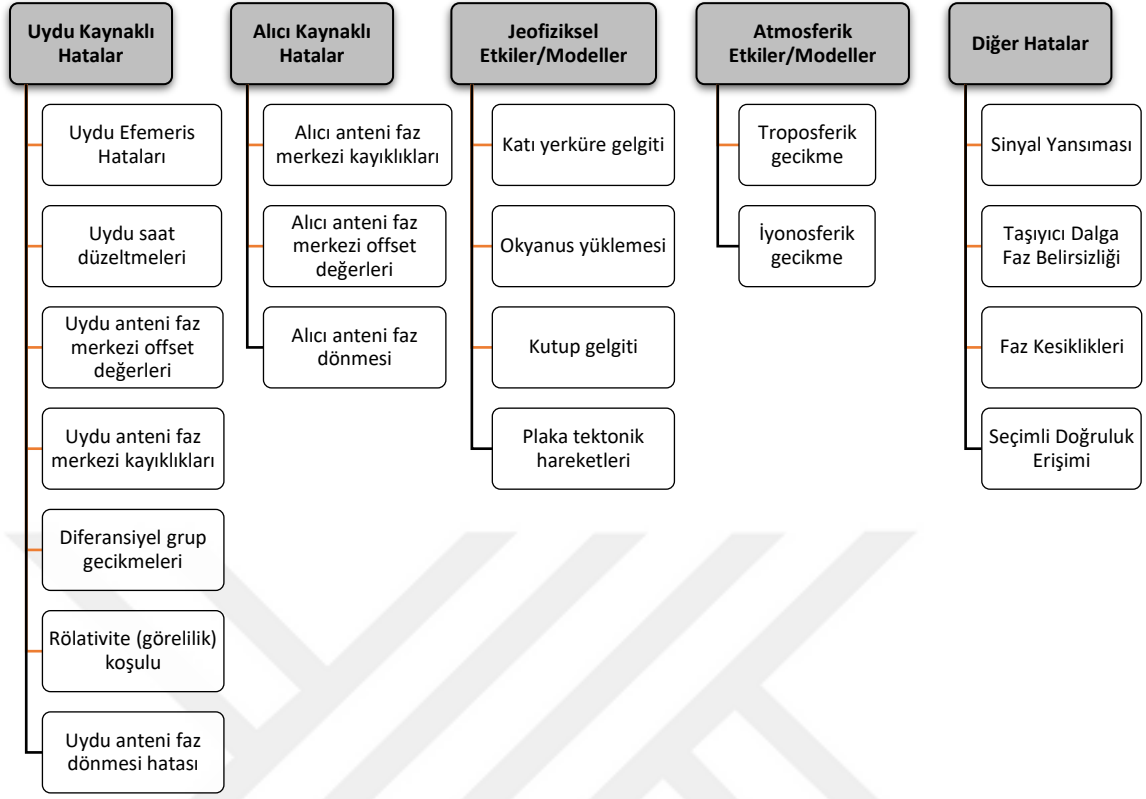 Uydu Kaynaklı
Hatalar
Uydu Efemeris
Hataları
Uydu saat
düzeltmeleri
Uydu anteni faz
merkezi offset
değerleri
Uydu anteni faz
merkezi kayıklıkları
Diferansiyel grup
gecikmeleri
Rölativite (görelilik)
koşulu
Uydu anteni faz
dönmesi hatası
Alıcı Kaynaklı
Hatalar
Alıcı anteni faz
merkezi kayıklıkları
Alıcı anteni faz
merkezi offset
değerleri
Alıcı anteni faz
dönmesi
Jeofiziksel
Etkiler/Modeller
Katı yerküre gelgiti
Okyanus yüklemesi
Kutup gelgiti
Plaka tektonik
hareketleri
Atmosferik
Etkiler/Modeller
Troposferik
gecikme
İyonosferik
gecikme
Diğer Hatalar
Sinyal Yansıması
Taşıyıcı Dalga
Faz Belirsizliği
Faz Kesiklikleri
Seçimli Doğruluk
Erişimi